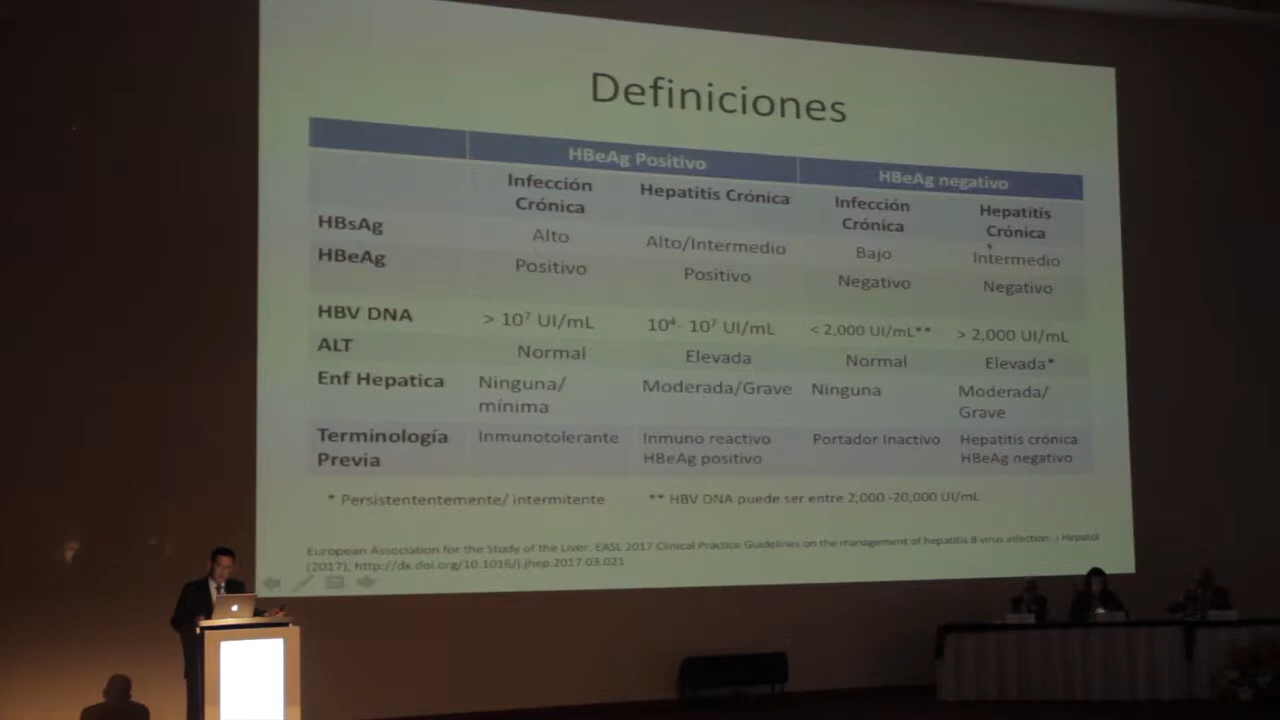 Definiciones
HBeAg Positivo HBeAg negativo
Infección Crónica Hepatitis Crónica Infección Crónica Hepatitis Crónica
HBsAg Alto Alto/Intermedio Bajo Intermedio
HBeAg Positivo Positivo Negativo Negativo
HBV DNA > 10⁷ UI/mL 10⁴- 10⁷ UI/mL < 2,000 UI/mL** > 2,000 UI/mL
ALT Normal Elevada Normal Elevada*
Enf Hepatica Ninguna/ mínima Moderada/Grave Ninguna Moderada/ Grave
Terminología Previa Inmunotolerante Inmuno reactivo HBeAg positivo Portador Inactivo Hepatitis crónica HBeAg negativo
* Persistententemente/ intermitente ** HBV DNA puede ser entre 2,000 -20,000 UI/mL
European Association for the Study of the Liver. EASL 2017 Clinical Practice Guidelines on the management of hepatitis B virus infection. J Hepatol
(2017), http://dx.doi.org/10.1016/j.jhep.2017.03.021